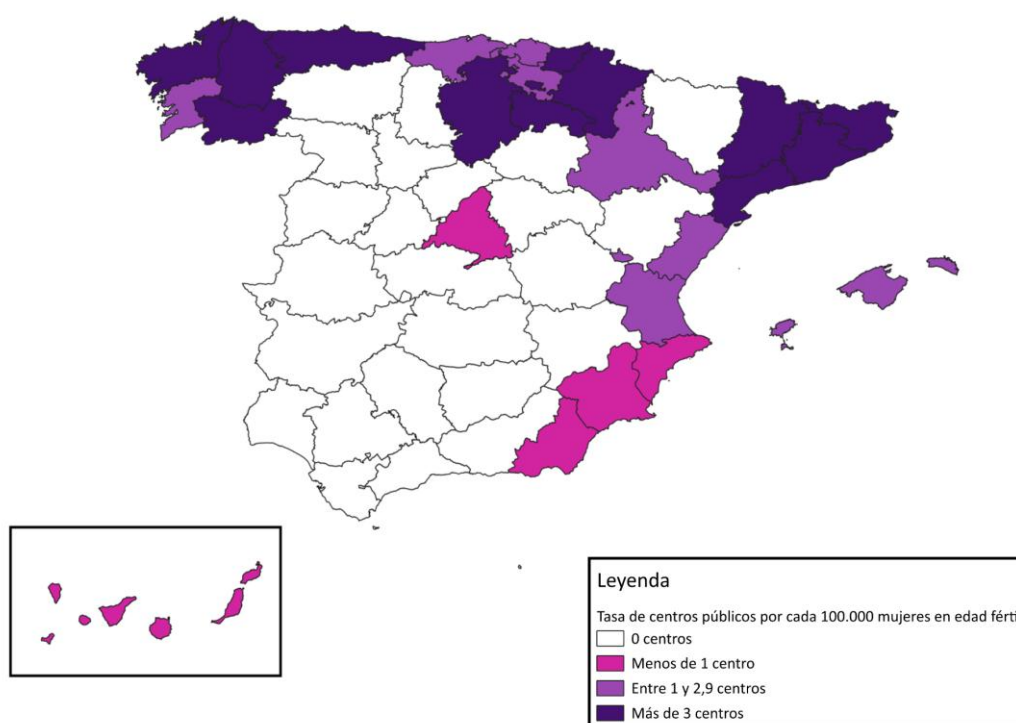 Leyenda
Tasa de centros públicos por cada 100.000 mujeres en edad férti
0 centros
Menos de 1 centro
Entre 1 y 2,9 centros
Más de 3 centros